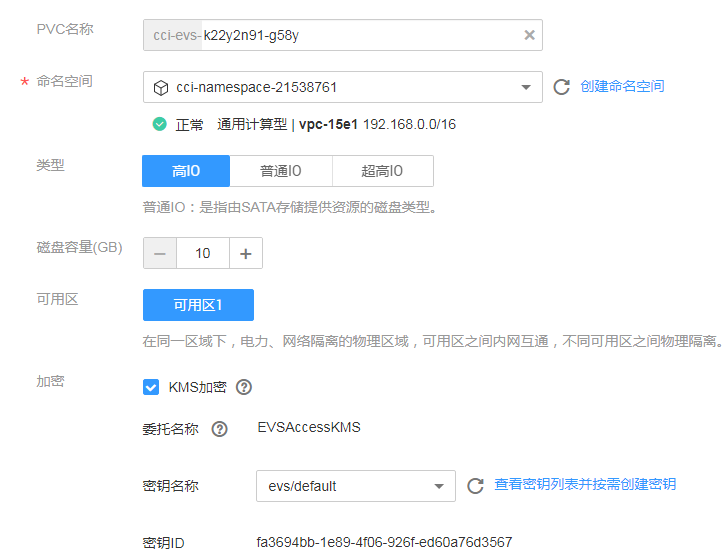 PVC名称 cci-evs-k22y2n91-g58y
* 命名空间 cci-namespace-21538761 创建命名空间
正常 通用计算型 | vpc-15e1 192.168.0.0/16
类型 高IO 普通IO 超高IO
普通IO：是指由SATA存储提供资源的磁盘类型。
磁盘容量(GB) − 10 +
可用区 可用区1
在同一区域下，电力、网络隔离的物理区域，可用区之间内网互通，不同可用区之间物理隔离。
加密 KMS加密 ?
委托名称 ? EVSAccessKMS
密钥名称 evs/default 查看密钥列表并按需创建密钥
密钥ID fa3694bb-1e89-4f06-926f-ed60a76d3567